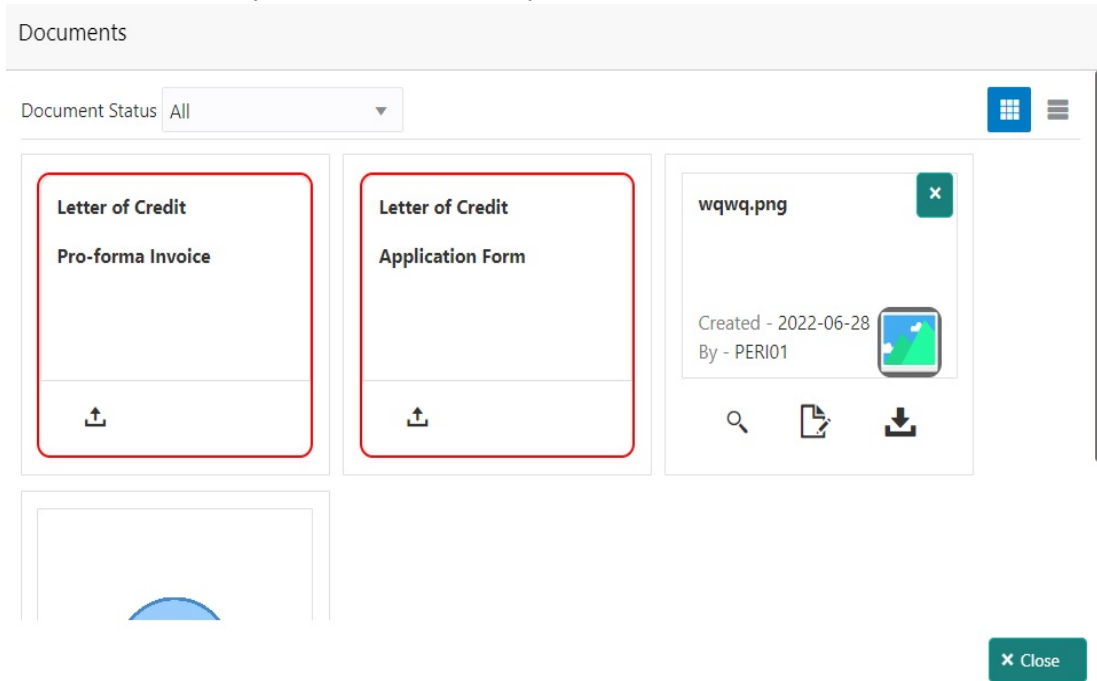 Documents
Document Status All
Letter of Credit
Pro-forma Invoice
Letter of Credit
Application Form
wqwq.png
Created - 2022-06-28
By - PERI01
Close